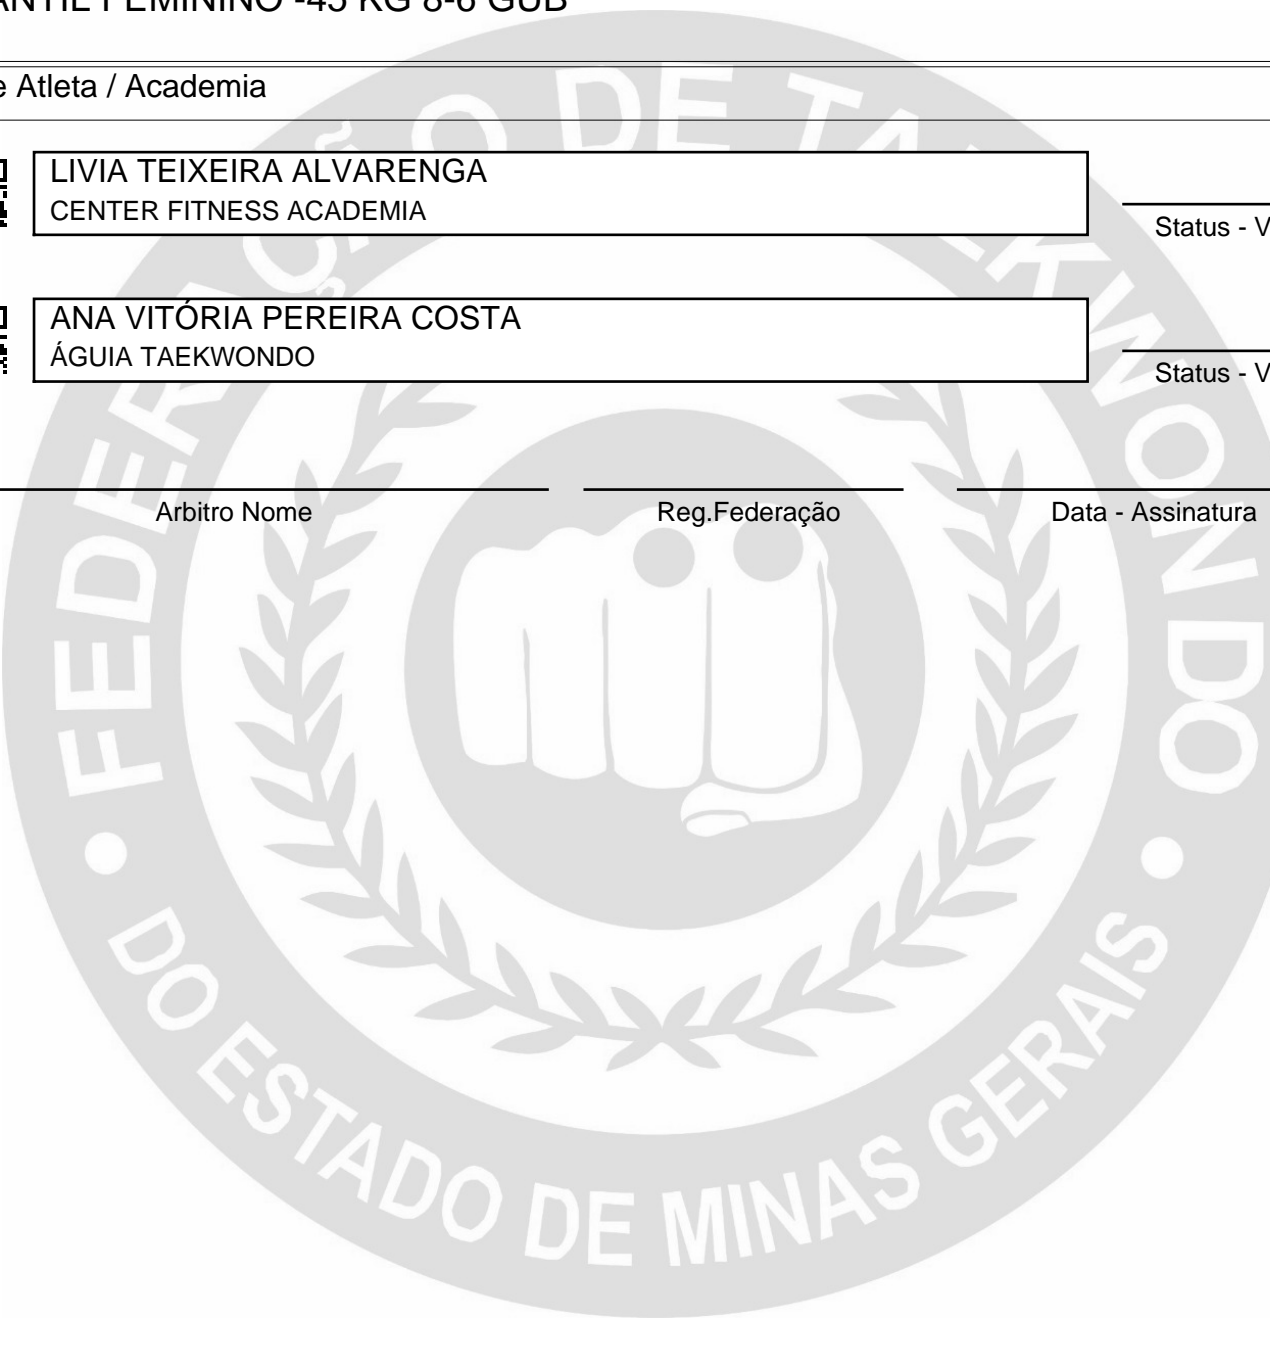 FEMININO -45 KG 8-6 GUB
Atleta / Academia
LIVIA TEIXEIRA ALVARENGA
CENTER FITNESS ACADEMIA
Status - V
ANA VITÓRIA PEREIRA COSTA
ÁGUIA TAEKWONDO
Status - V
Arbitro Nome
Reg.Federação
Data - Assinatura
FEDERAÇÃO DE TAEKWONDO
DO ESTADO DE MINAS GERAIS